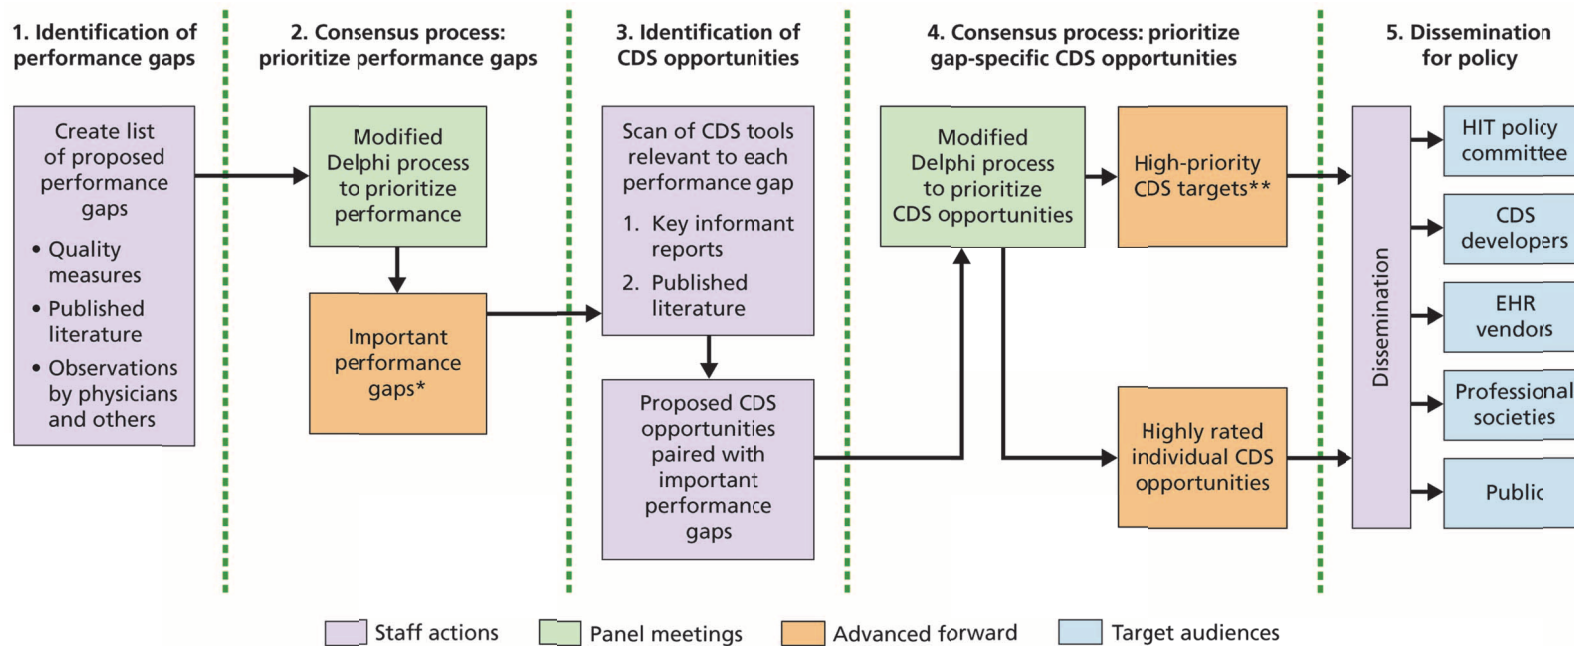 1. Identification of
performance gaps
2. Consensus process:
prioritize performance gaps
3. Identification of
CDS opportunities
4. Consensus process: prioritize
gap-specific CDS opportunities
5. Dissemination
for policy
Create list
of proposed
performance
gaps
• Quality
measures
• Published
literature
• Observations
by physicians
and others
Modified
Delphi process
to prioritize
performance
Important
performance
gaps*
Scan of CDS tools
relevant to each
performance gap
1. Key informant
reports
2. Published
literature
Proposed CDS
opportunities
paired with
important
performance
gaps
Modified
Delphi process
to prioritize
CDS opportunities
High-priority
CDS targets**
Highly rated
individual CDS
opportunities
Dissemination
HIT policy
committee
CDS
developers
EHR
vendors
Professional
societies
Public
Staff actions
Panel meetings
Advanced forward
Target audiences